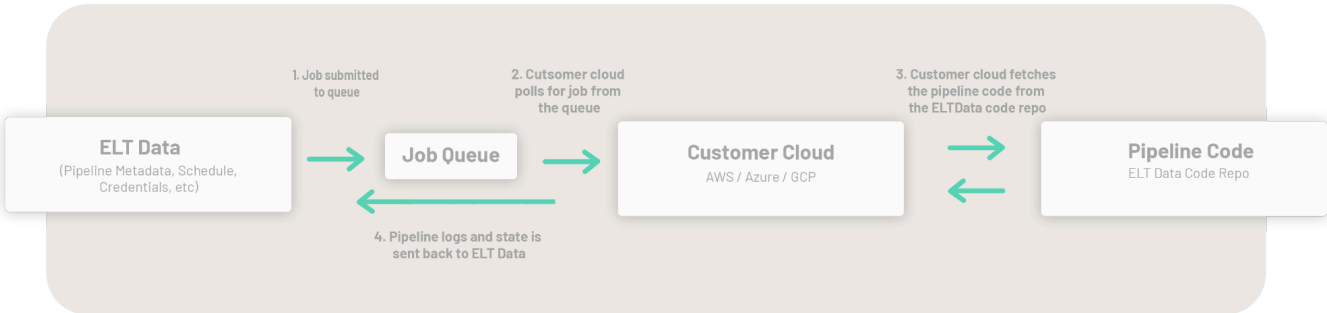 1. Job submitted
to queue
2. Cutsomer cloud
polls for job from
the queue
3. Customer cloud fetches
the pipeline code from
the ELTData code repo
ELT Data
(Pipeline Metadata, Schedule,
Credentials, etc)
Job Queue
Customer Cloud
AWS / Azure / GCP
Pipeline Code
ELT Data Code Repo
4. Pipeline logs and state is
sent back to ELT Data